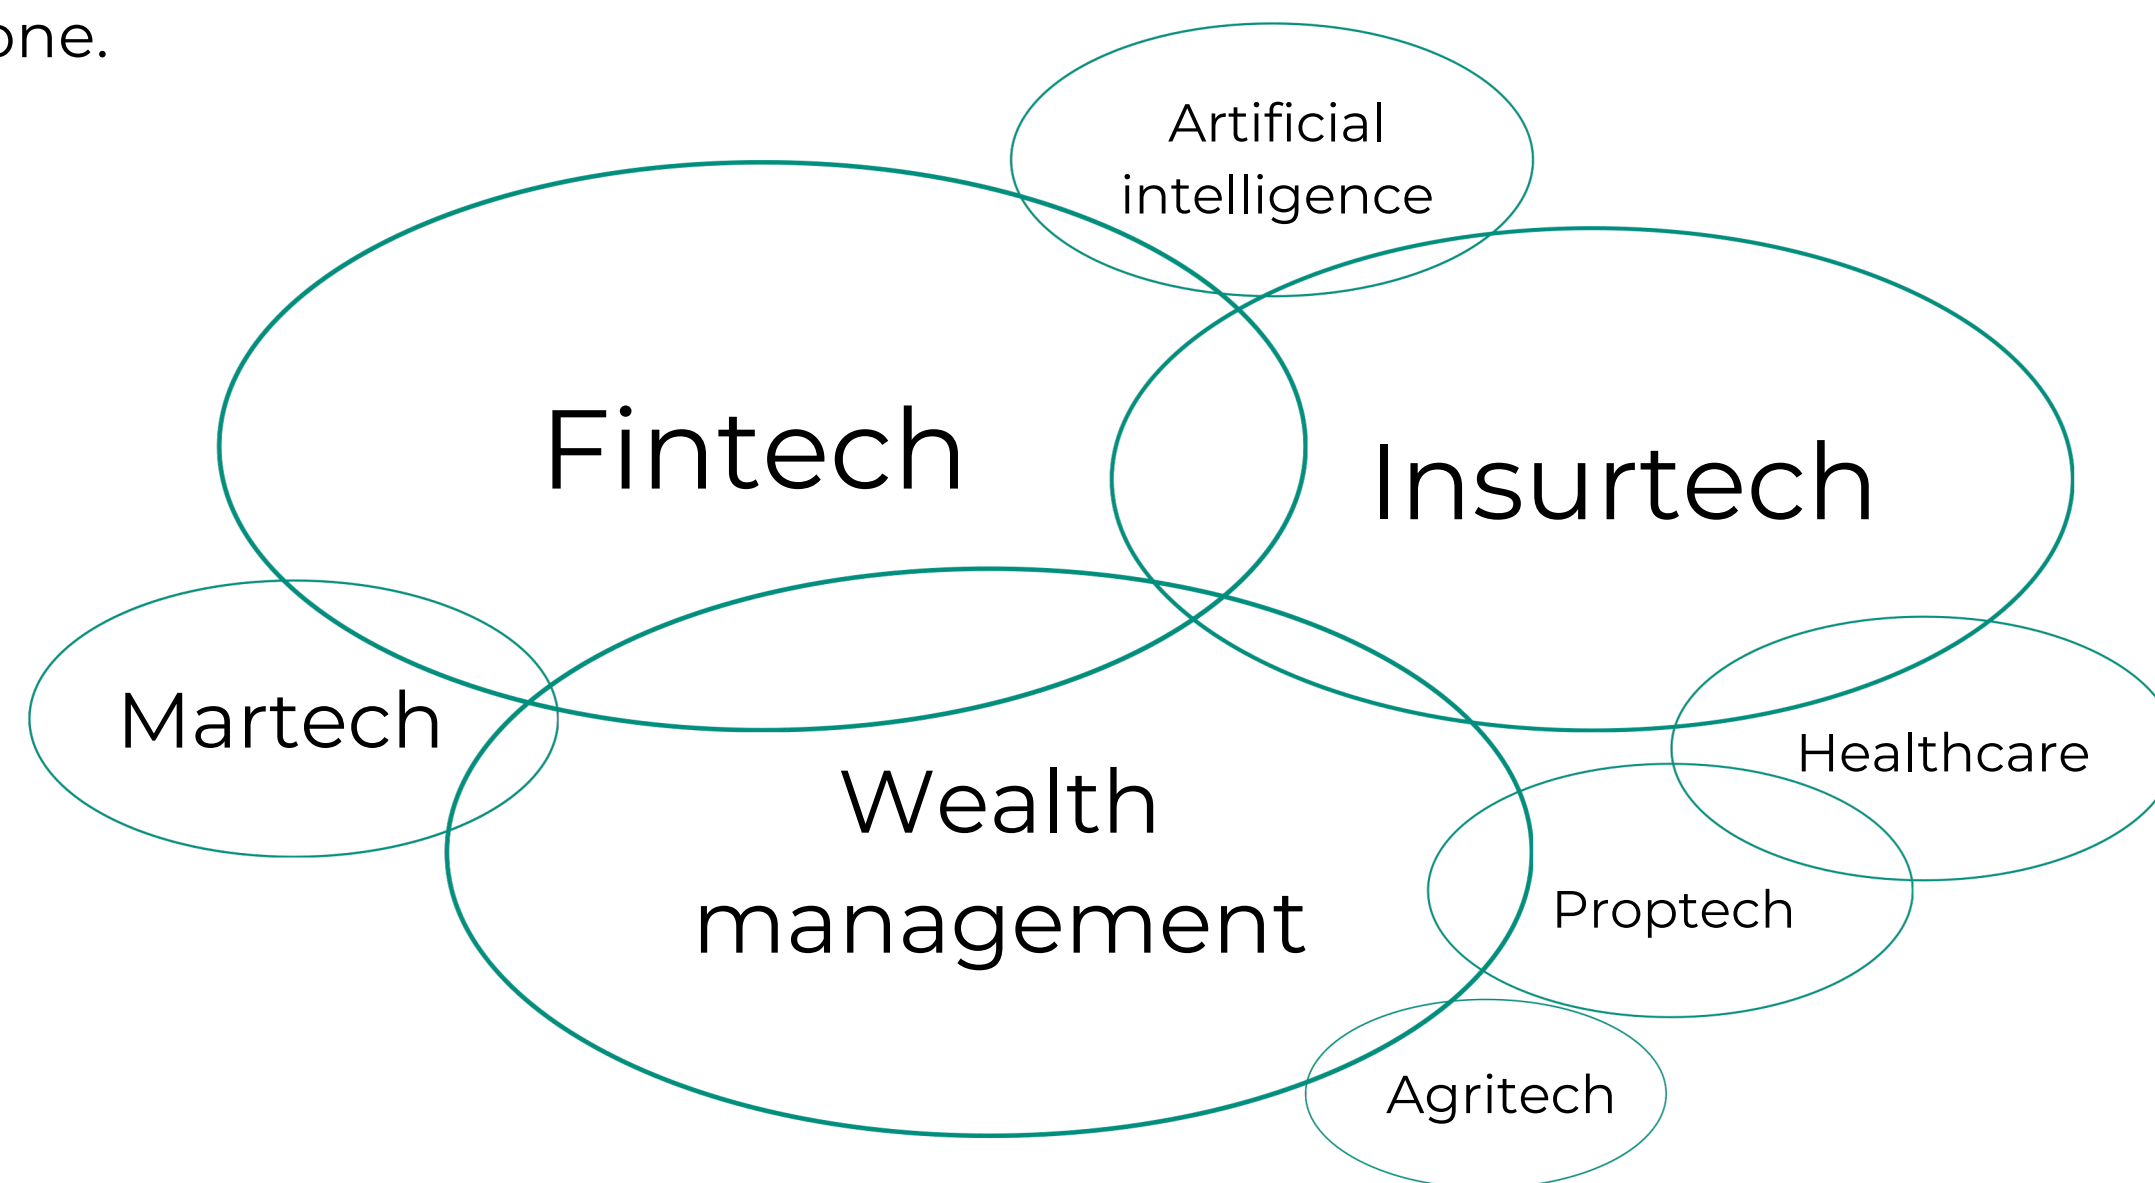 one.
Artificial
intelligence
Fintech
Insurtech
Martech
Wealth
management
Healthcare
Proptech
Agritech